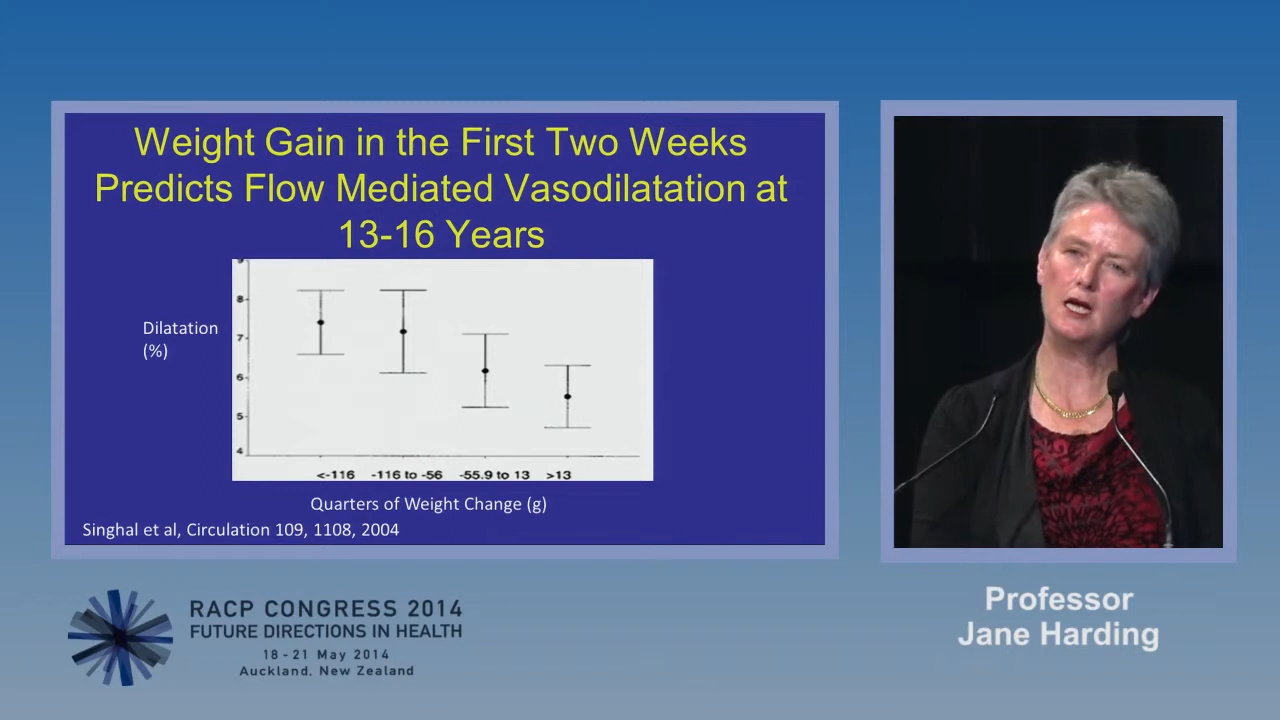 Weight Gain in the First Two Weeks
Predicts Flow Mediated Vasodilatation at
13-16 Years
Dilatation
(%)
9
8
7
6
5
4
<-116 -116 to -56 -55.9 to 13 >13
Quarters of Weight Change (g)
Singhal et al, Circulation 109, 1108, 2004
RACP CONGRESS 2014
FUTURE DIRECTIONS IN HEALTH
18 - 21 May 2014
Auckland, New Zealand
Professor
Jane Harding